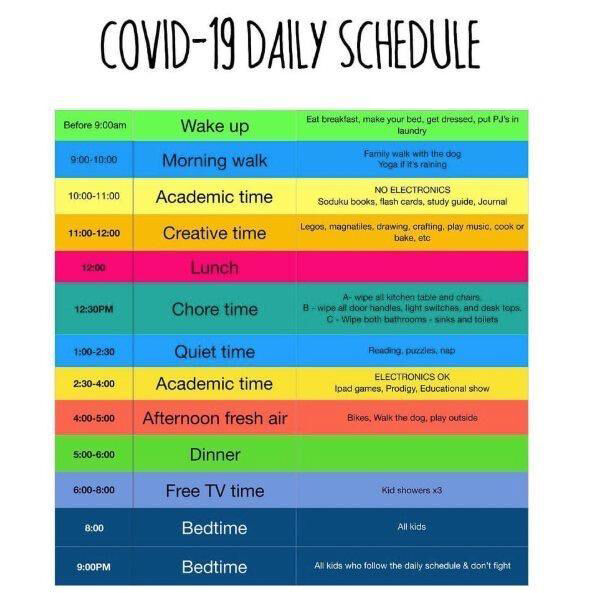 COVID-19 DAILY SCHEDULE
Before 9:00am Wake up Eat breakfast, make your bed, get dressed, put PJ's in
laundry
9:00-10:00 Morning walk Family walk with the dog
Yoga if it's raining
10:00-11:00 Academic time NO ELECTRONICS
Soduku books, flash cards, study guide, Journal
11:00-12:00 Creative time Legos, magnatiles, drawing, crafting, play music, cook or
bake, etc
12:00 Lunch
12:30PM Chore time A- wipe all kitchen table and chairs.
B - wipe all door handles, light switches, and desk tops.
C - Wipe both bathrooms - sinks and toilets
1:00-2:30 Quiet time Reading, puzzles, nap
2:30-4:00 Academic time ELECTRONICS OK
Ipad games, Prodigy, Educational show
4:00-5:00 Afternoon fresh air Bikes, Walk the dog, play outside
5:00-6:00 Dinner
6:00-8:00 Free TV time Kid showers x3
8:00 Bedtime All kids
9:00PM Bedtime All kids who follow the daily schedule & don't fight